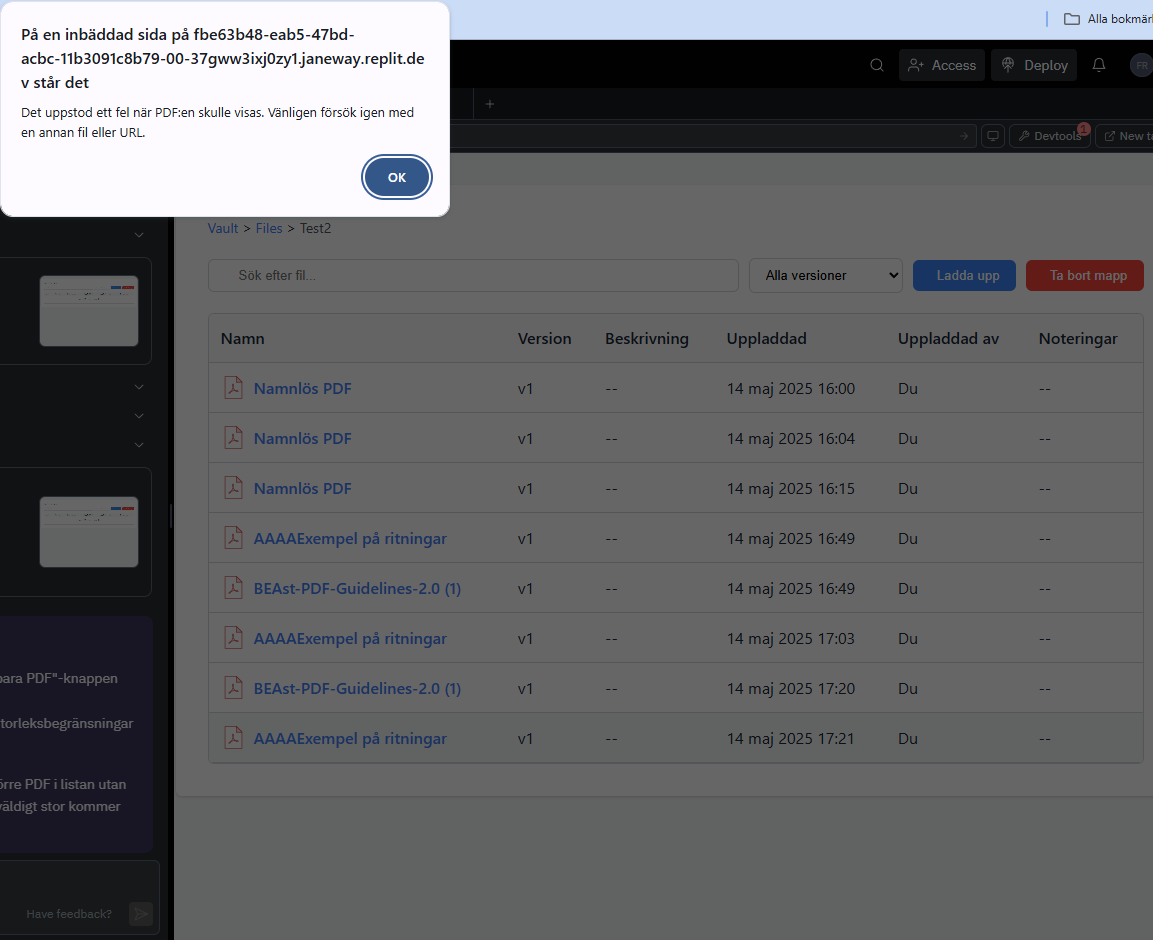 På en inbäddad sida på fbe63b48-eab5-47bd-
acbc-11b3091c8b79-00-37gww3ixj0zy1.janeway.replit.de
v står det
Det uppstod ett fel när PDF:en skulle visas. Vänligen försök igen med
en annan fil eller URL.
OK
Alla bokmär
Access
Deploy
FR
Devtools
1
New ta
Vault > Files > Test2
Sök efter fil...
Alla versioner
Ladda upp
Ta bort mapp
Namn Version Beskrivning Uppladdad Uppladdad av Noteringar
Namnlös PDF v1 -- 14 maj 2025 16:00 Du --
Namnlös PDF v1 -- 14 maj 2025 16:04 Du --
Namnlös PDF v1 -- 14 maj 2025 16:15 Du --
AAAAExempel på ritningar v1 -- 14 maj 2025 16:49 Du --
BEAst-PDF-Guidelines-2.0 (1) v1 -- 14 maj 2025 16:49 Du --
AAAAExempel på ritningar v1 -- 14 maj 2025 17:03 Du --
BEAst-PDF-Guidelines-2.0 (1) v1 -- 14 maj 2025 17:20 Du --
AAAAExempel på ritningar v1 -- 14 maj 2025 17:21 Du --
para PDF"-knappen
torleksbegränsningar
örre PDF i listan utan
väldigt stor kommer
Have feedback?